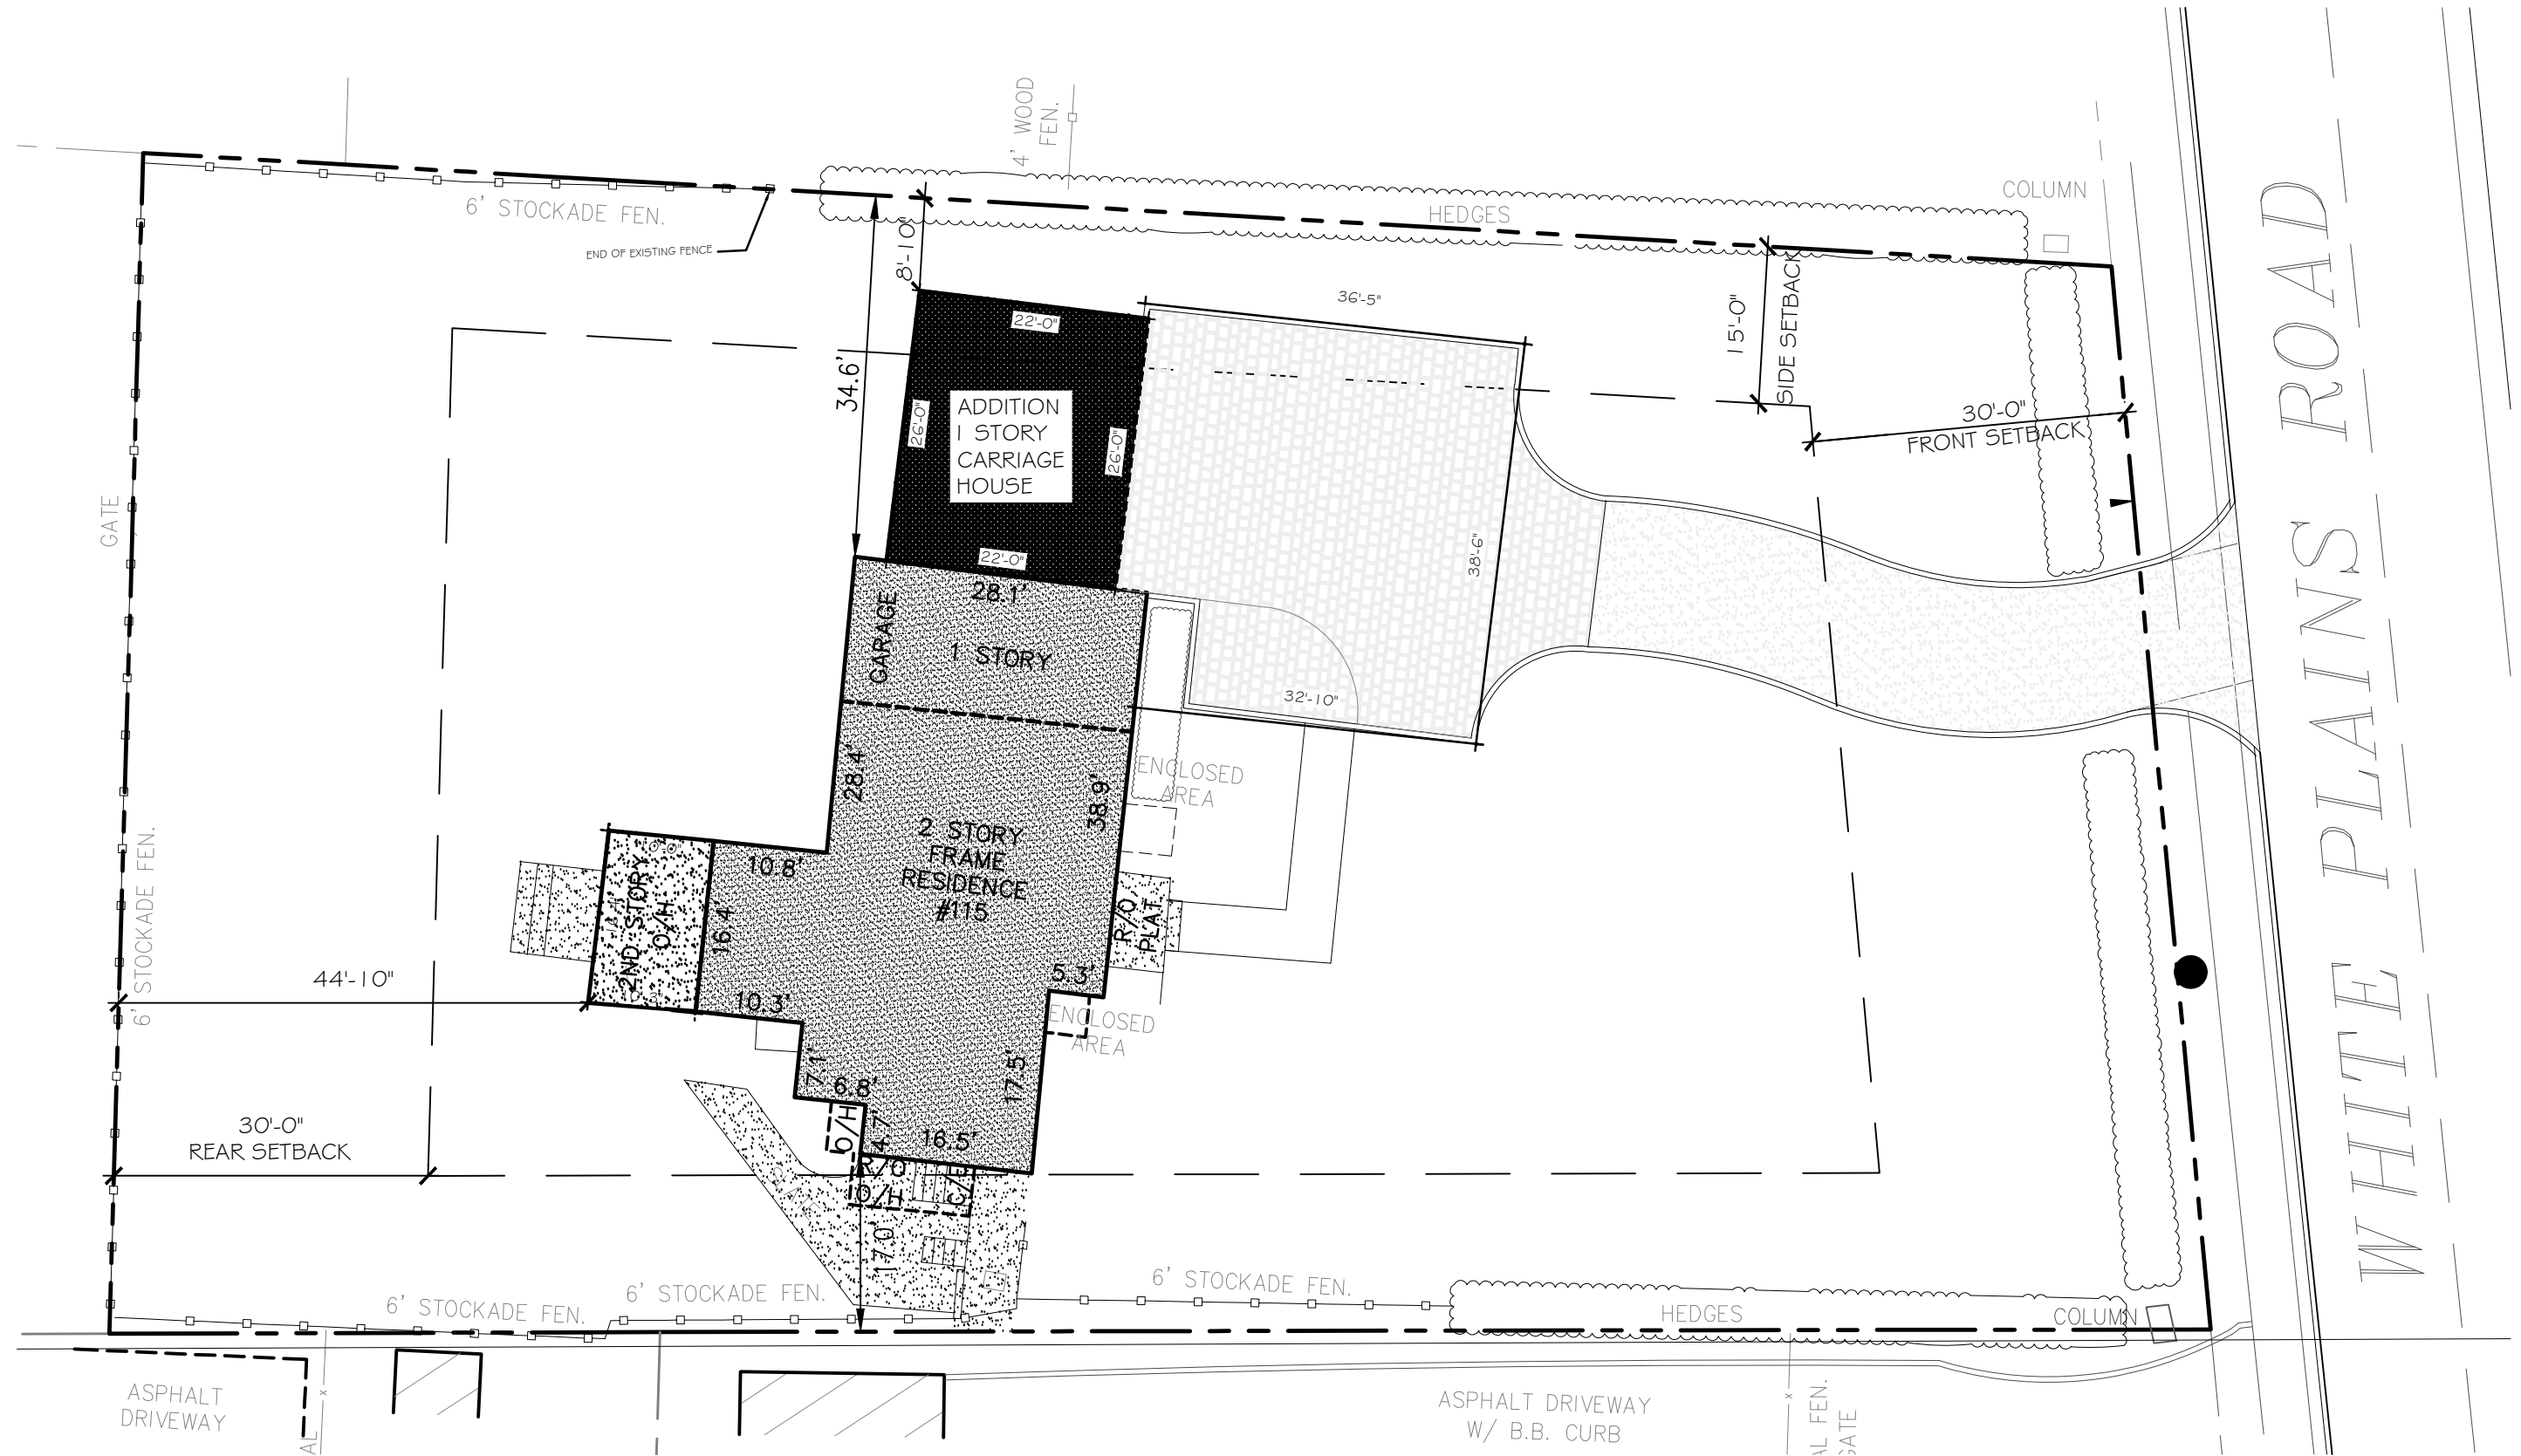 4' WOOD
FEN.
COLUMN
6' STOCKADE FEN.
HEDGES
END OF EXISTING FENCE
8'-10"
36'-5"
22'-0"
15'-0"
SIDE SETBACK
34.6'
30'-0"
FRONT SETBACK
26'-0"
ADDITION
1 STORY
CARRIAGE
HOUSE
26'-0"
22'-0"
GATE
38'-6"
28.1'
GARAGE
1 STORY
32'-10"
WHITE PLAINS ROAD
28.4'
38.9'
ENCLOSED
AREA
2 STORY
FRAME
RESIDENCE
#115
10.8'
2ND STORY
O/H
16.4'
R/O
PLAT.
6' STOCKADE FEN.
44'-10"
10.3'
5.3'
ENCLOSED
AREA
7.1'
6.8'
17.5'
O/H
4.7'
16.5'
30'-0"
REAR SETBACK
R/O
O/H
C/E
17.0'
6' STOCKADE FEN.
6' STOCKADE FEN.
6' STOCKADE FEN.
HEDGES
COLUMN
ASPHALT
DRIVEWAY
ASPHALT DRIVEWAY
W/ B.B. CURB
AL
AL FEN.
GATE